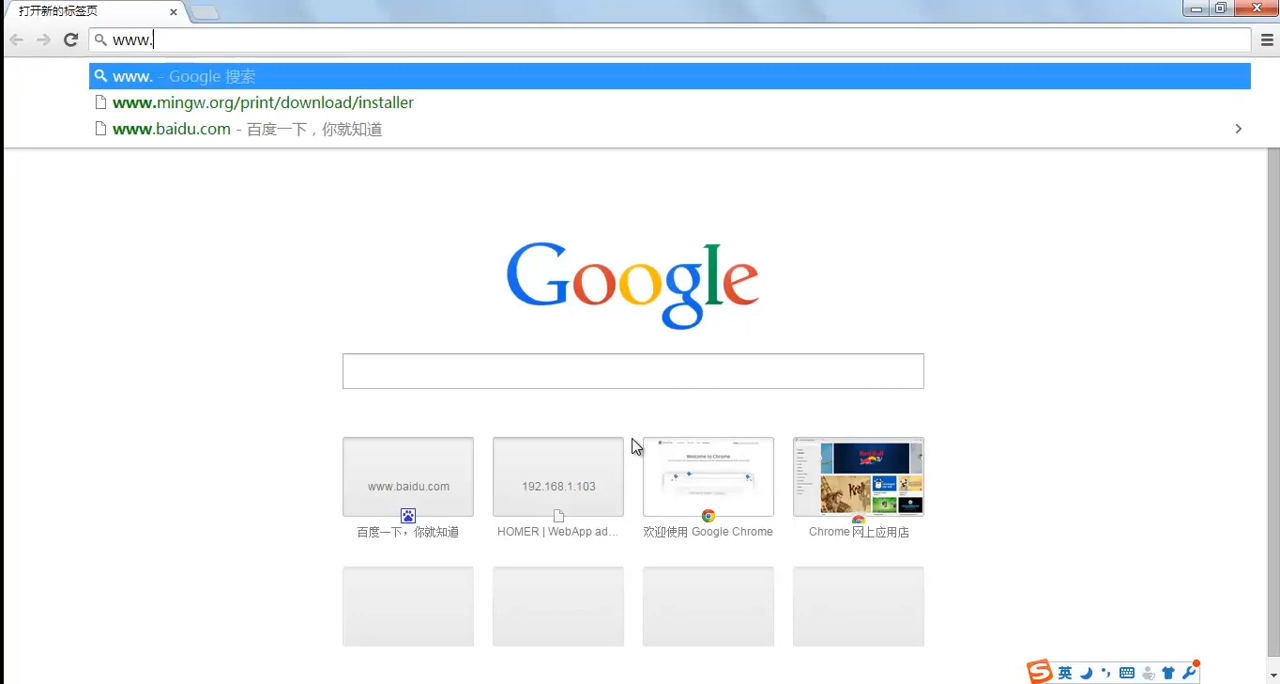 打开新的标签页
www.
www. - Google 搜索
www.mingw.org/print/download/installer
www.baidu.com - 百度一下，你就知道
Google
www.baidu.com
192.168.1.103
Welcome to Chrome
Red Bull
百度一下，你就知道
HOMER | WebApp ad...
欢迎使用 Google Chrome
Chrome 网上应用店
英